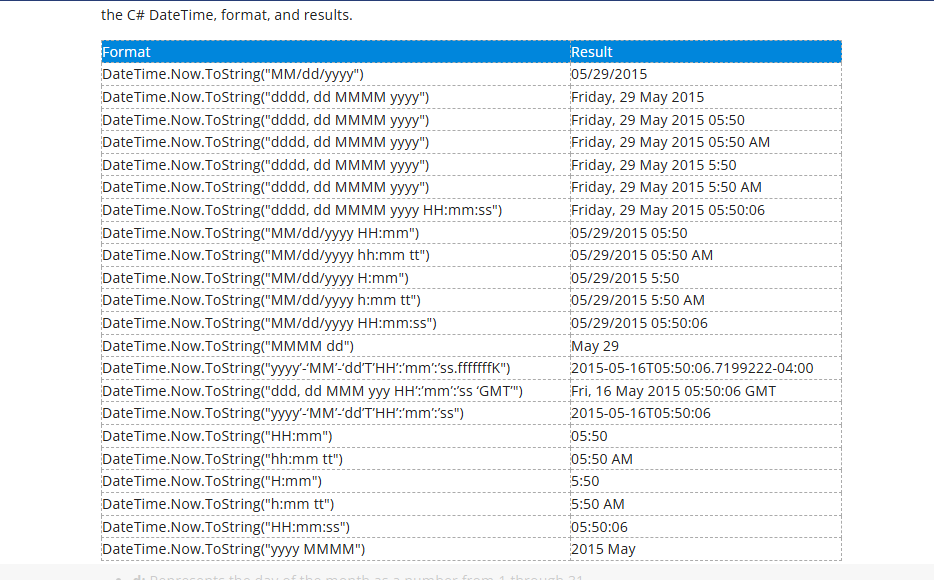 the C# DateTime, format, and results.
Format Result
DateTime.Now.ToString("MM/dd/yyyy") 05/29/2015
DateTime.Now.ToString("dddd, dd MMMM yyyy") Friday, 29 May 2015
DateTime.Now.ToString("dddd, dd MMMM yyyy") Friday, 29 May 2015 05:50
DateTime.Now.ToString("dddd, dd MMMM yyyy") Friday, 29 May 2015 05:50 AM
DateTime.Now.ToString("dddd, dd MMMM yyyy") Friday, 29 May 2015 5:50
DateTime.Now.ToString("dddd, dd MMMM yyyy") Friday, 29 May 2015 5:50 AM
DateTime.Now.ToString("dddd, dd MMMM yyyy HH:mm:ss") Friday, 29 May 2015 05:50:06
DateTime.Now.ToString("MM/dd/yyyy HH:mm") 05/29/2015 05:50
DateTime.Now.ToString("MM/dd/yyyy hh:mm tt") 05/29/2015 05:50 AM
DateTime.Now.ToString("MM/dd/yyyy H:mm") 05/29/2015 5:50
DateTime.Now.ToString("MM/dd/yyyy h:mm tt") 05/29/2015 5:50 AM
DateTime.Now.ToString("MM/dd/yyyy HH:mm:ss") 05/29/2015 05:50:06
DateTime.Now.ToString("MMMM dd") May 29
DateTime.Now.ToString("yyyy’-‘MM’-‘dd’T’HH’:’mm’:’ss.fffffffK") 2015-05-16T05:50:06.7199222-04:00
DateTime.Now.ToString("ddd, dd MMM yyy HH’:’mm’:’ss ‘GMT’") Fri, 16 May 2015 05:50:06 GMT
DateTime.Now.ToString("yyyy’-‘MM’-‘dd’T’HH’:’mm’:’ss") 2015-05-16T05:50:06
DateTime.Now.ToString("HH:mm") 05:50
DateTime.Now.ToString("hh:mm tt") 05:50 AM
DateTime.Now.ToString("H:mm") 5:50
DateTime.Now.ToString("h:mm tt") 5:50 AM
DateTime.Now.ToString("HH:mm:ss") 05:50:06
DateTime.Now.ToString("yyyy MMMM") 2015 May
d: Represents the day of the month as a number from 1 through 31.